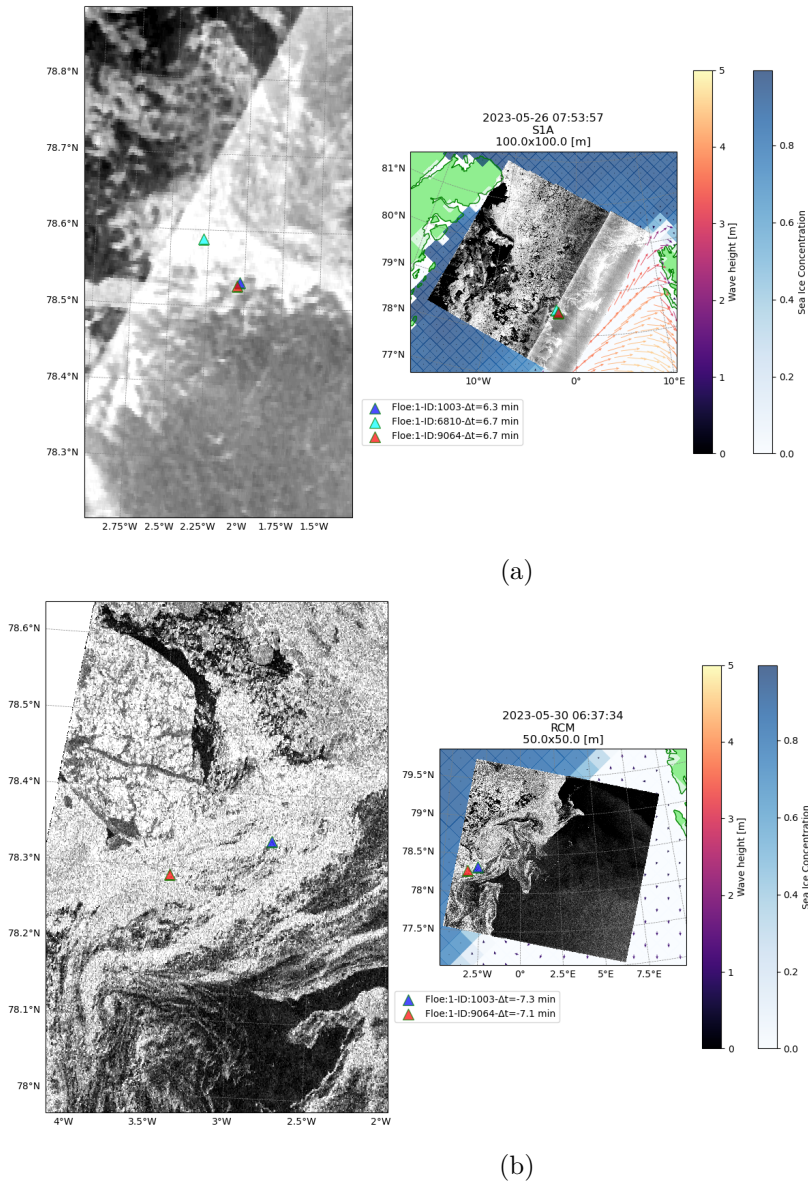 78.8°N
78.7°N
78.6°N
78.5°N
78.4°N
78.3°N
2.75°W 2.5°W 2.25°W 2°W 1.75°W 1.5°W
2023-05-26 07:53:57
S1A
100.0x100.0 [m]
81°N
80°N
79°N
78°N
77°N
10°W 0° 10°E
Floe:1-ID:1003-Δt=6.3 min
Floe:1-ID:6810-Δt=6.7 min
Floe:1-ID:9064-Δt=6.7 min
5
4
3
2
1
0
Wave height [m]
0.8
0.6
0.4
0.2
0.0
Sea Ice Concentration
(a)
78.6°N
78.5°N
78.4°N
78.3°N
78.2°N
78.1°N
78°N
4°W 3.5°W 3°W 2.5°W 2°W
2023-05-30 06:37:34
RCM
50.0x50.0 [m]
79.5°N
79°N
78.5°N
78°N
77.5°N
2.5°W 0° 2.5°E 5°E 7.5°E
Floe:1-ID:1003-Δt=-7.3 min
Floe:1-ID:9064-Δt=-7.1 min
5
4
3
2
1
0
Wave height [m]
0.8
0.6
0.4
0.2
0.0
Sea Ice Concentration
(b)